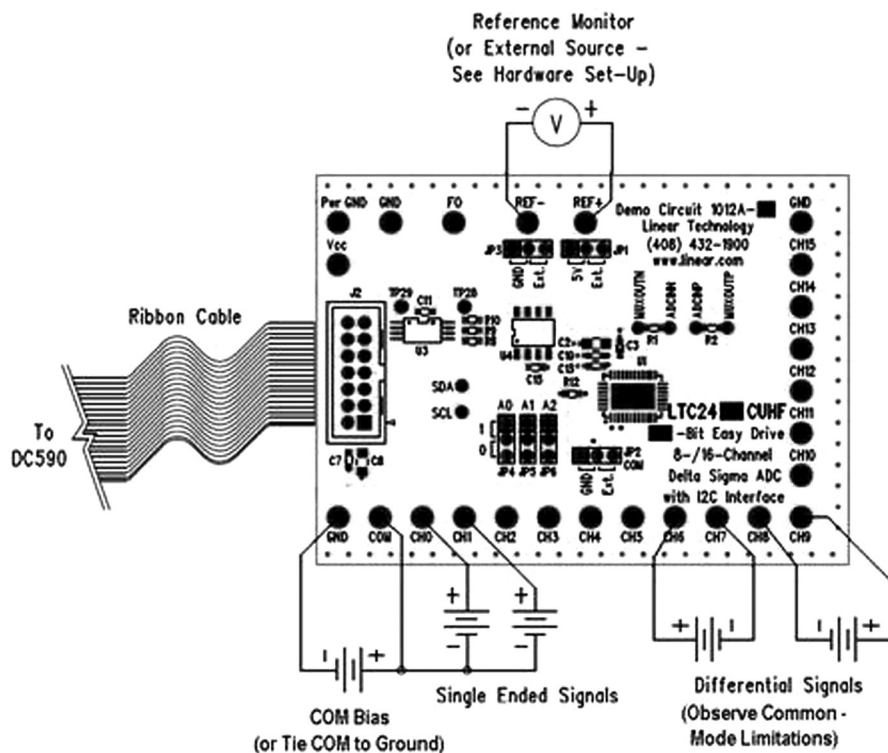 Reference Monitor
(or External Source -
See Hardware Set-Up)
- V +
Pwr GND
GND
FO
REF-
REF+
Demo Circuit 1012A-
Linear Technology
(408) 432-1900
www.linear.com
GND
CH15
CH14
CH13
CH12
CH11
CH10
Vcc
JP3
GND
Ext.
5V
Ext.
JP1
MUXOUTN
ADCINN
ADCINP
MUXOUTP
R1
R2
J2
TP29
C11
TP28
U3
R10
U4
C2
C10
C13
C3
U1
C15
R12
Ribbon Cable
To
DC590
SDA
SCL
A0 A1 A2
1
0
JP4 JP5 JP6
JP2
COM
GND
Ext.
LTC24 CUHF
-Bit Easy Drive
8-/16-Channel
Delta Sigma ADC
with I2C Interface
C7
C8
GND
COM
CH0
CH1
CH2
CH3
CH4
CH5
CH6
CH7
CH8
CH9
+
-
+
-
- +
+ -
- +
Single Ended Signals
COM Bias
(or Tie COM to Ground)
Differential Signals
(Observe Common -
Mode Limitations)